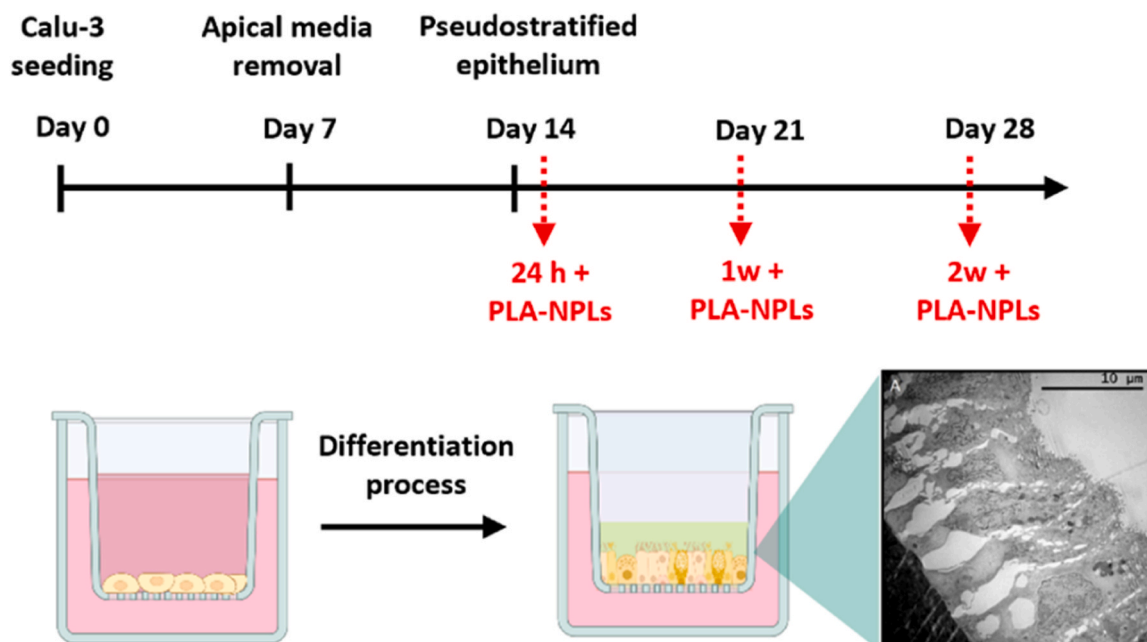 Calu-3
seeding
Apical media
removal
Pseudostratified
epithelium
Day 0
Day 7
Day 14
Day 21
Day 28
24 h +
PLA-NPLs
1w +
PLA-NPLs
2w +
PLA-NPLs
Differentiation
process
A
10 μm